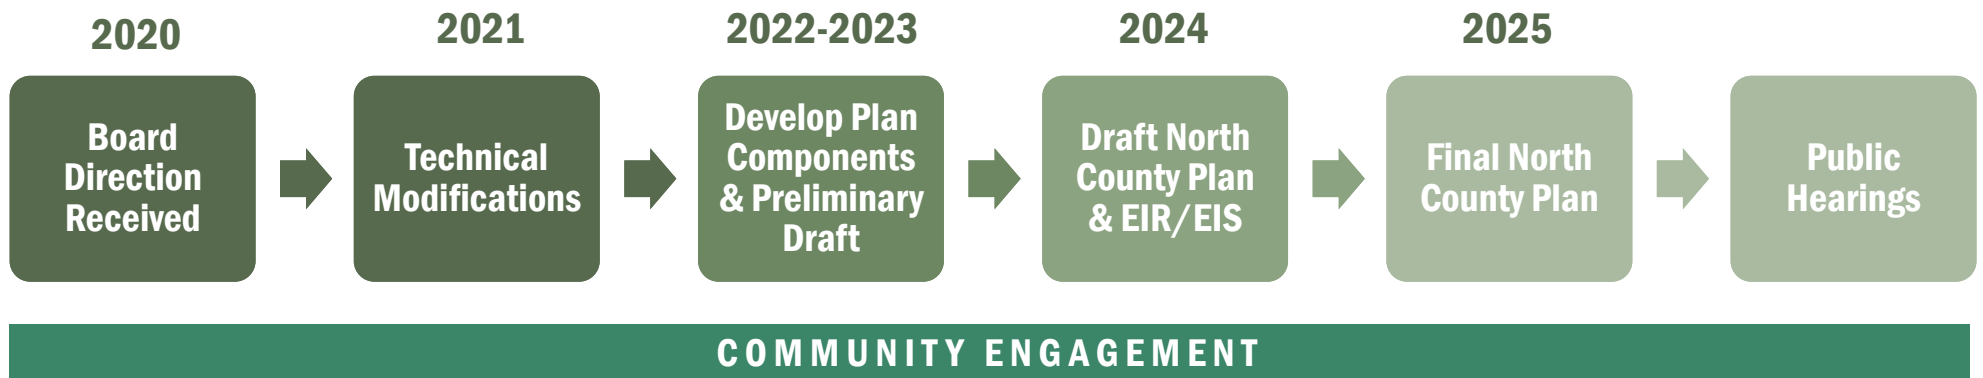 2020
2021
2022-2023
2024
2025
Board
Direction
Received
Technical
Modifications
Develop Plan
Components
& Preliminary
Draft
Draft North
County Plan
& EIR/EIS
Final North
County Plan
Public
Hearings
COMMUNITY ENGAGEMENT